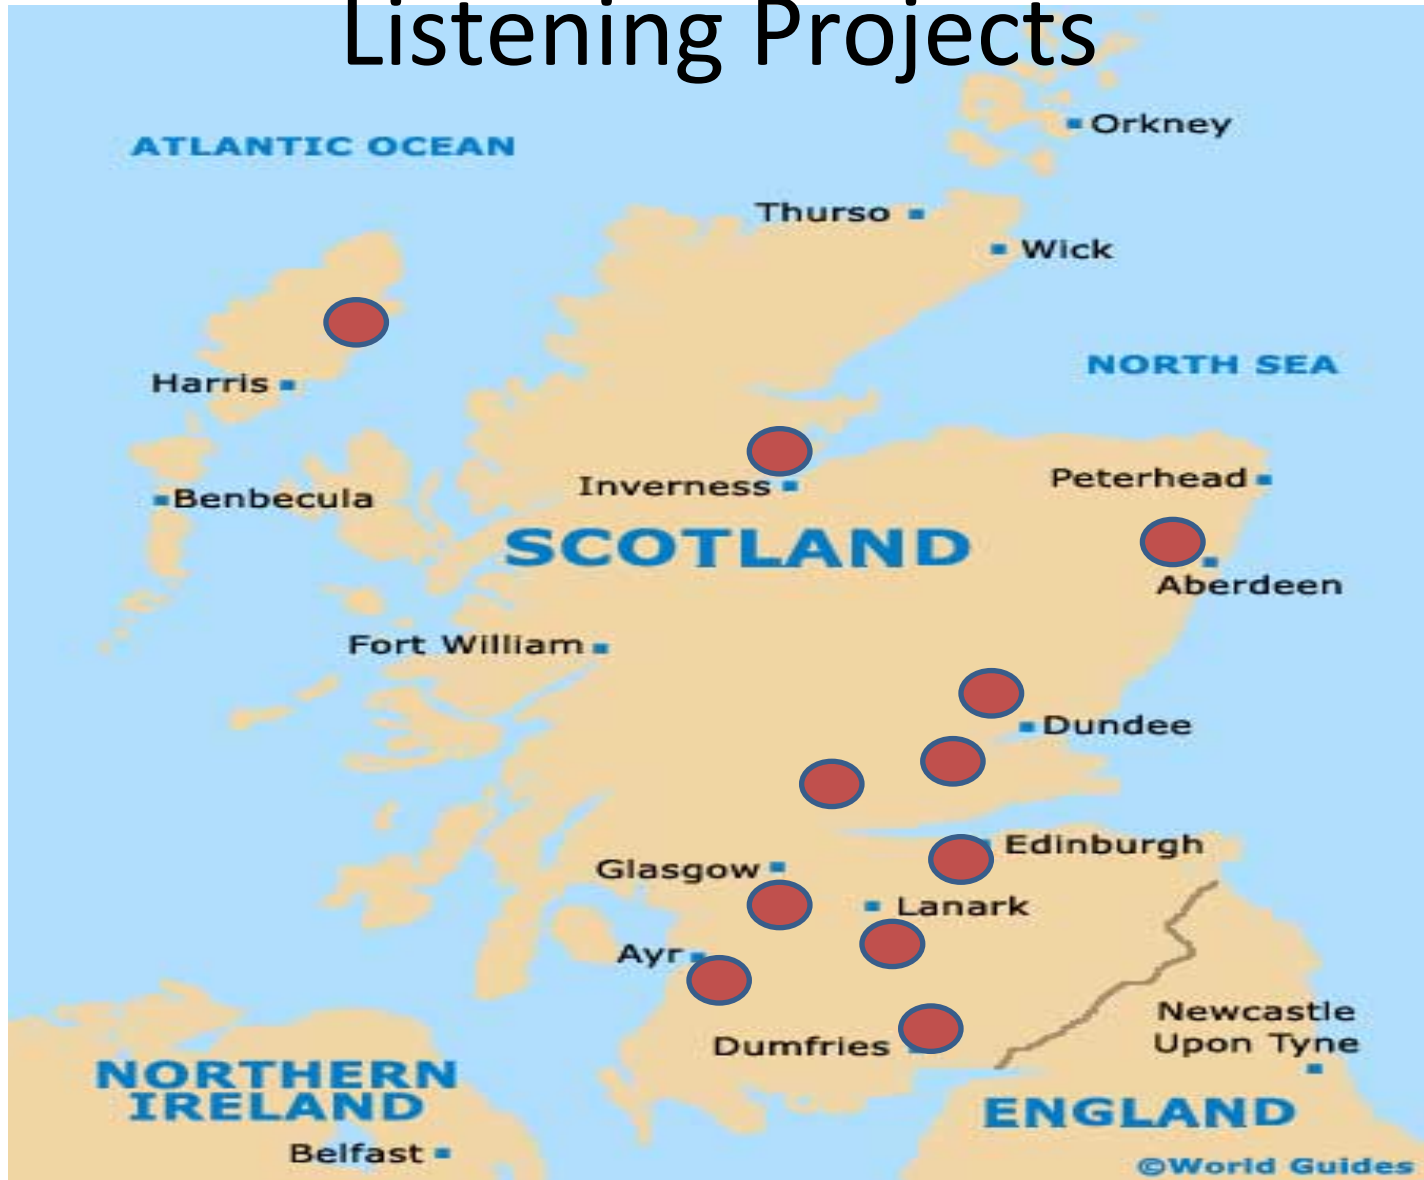 Listening Projects
Orkney
ATLANTIC OCEAN
Thurso
Wick
NORTH SEA
Harris
Inverness
Peterhead
Benbecula
SCOTLAND
Aberdeen
Fort William
Dundee
Edinburgh
Glasgow
Lanark
Ayr
Newcastle
Upon Tyne
Dumfries
NORTHERN
IRELAND
ENGLAND
Belfast
©World Guides